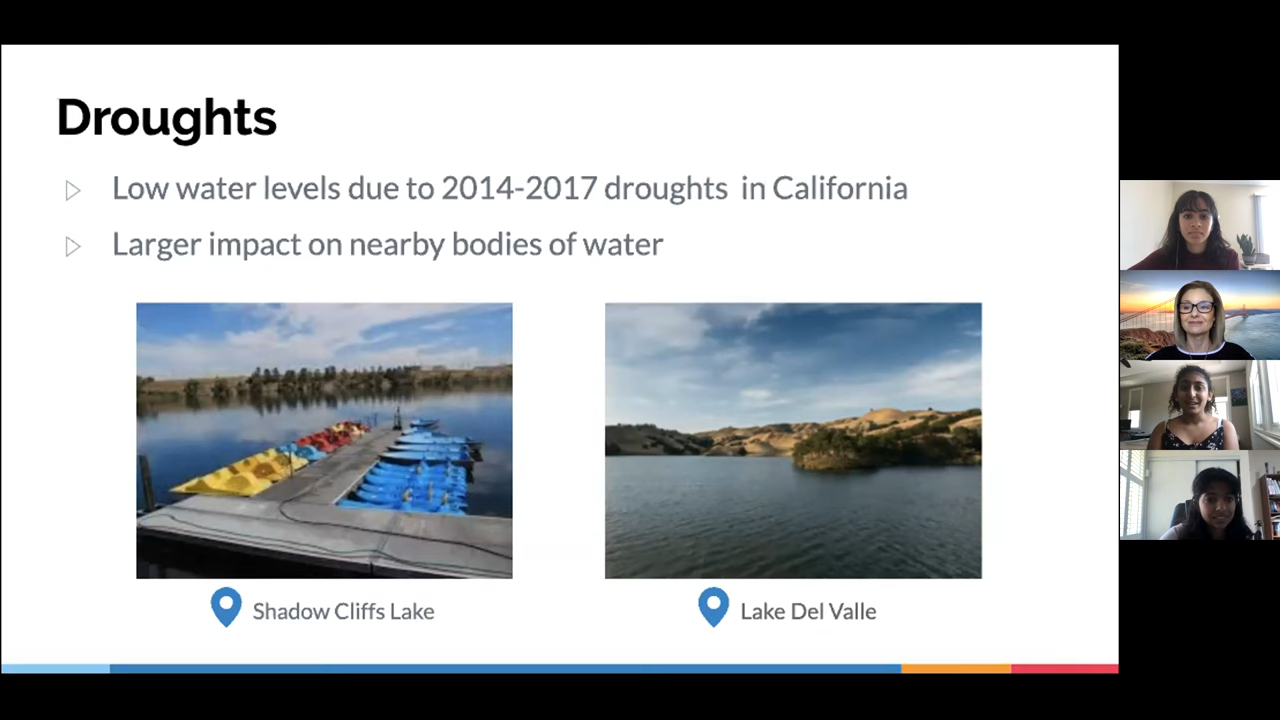 Droughts
Low water levels due to 2014-2017 droughts in California
Larger impact on nearby bodies of water
Shadow Cliffs Lake
Lake Del Valle